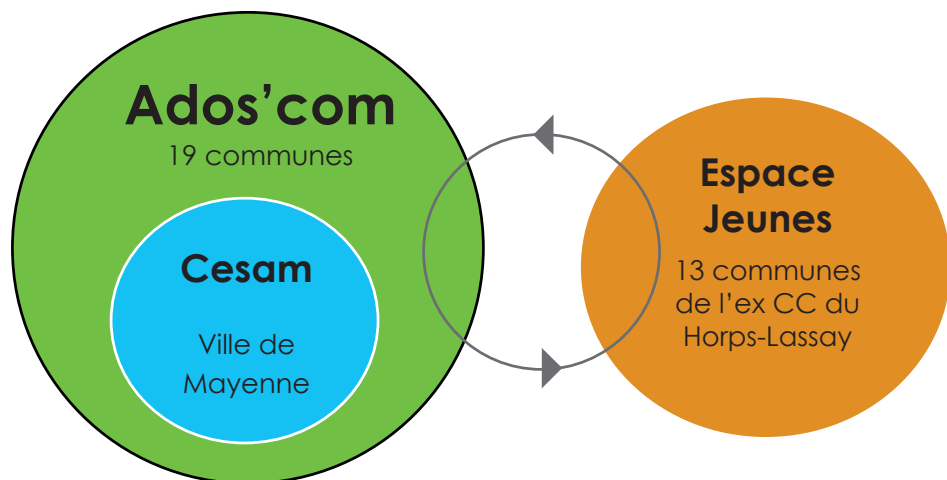 Ados’com
19 communes
Cesam
Ville de
Mayenne
Espace
Jeunes
13 communes
de l’ex CC du
Horps-Lassay